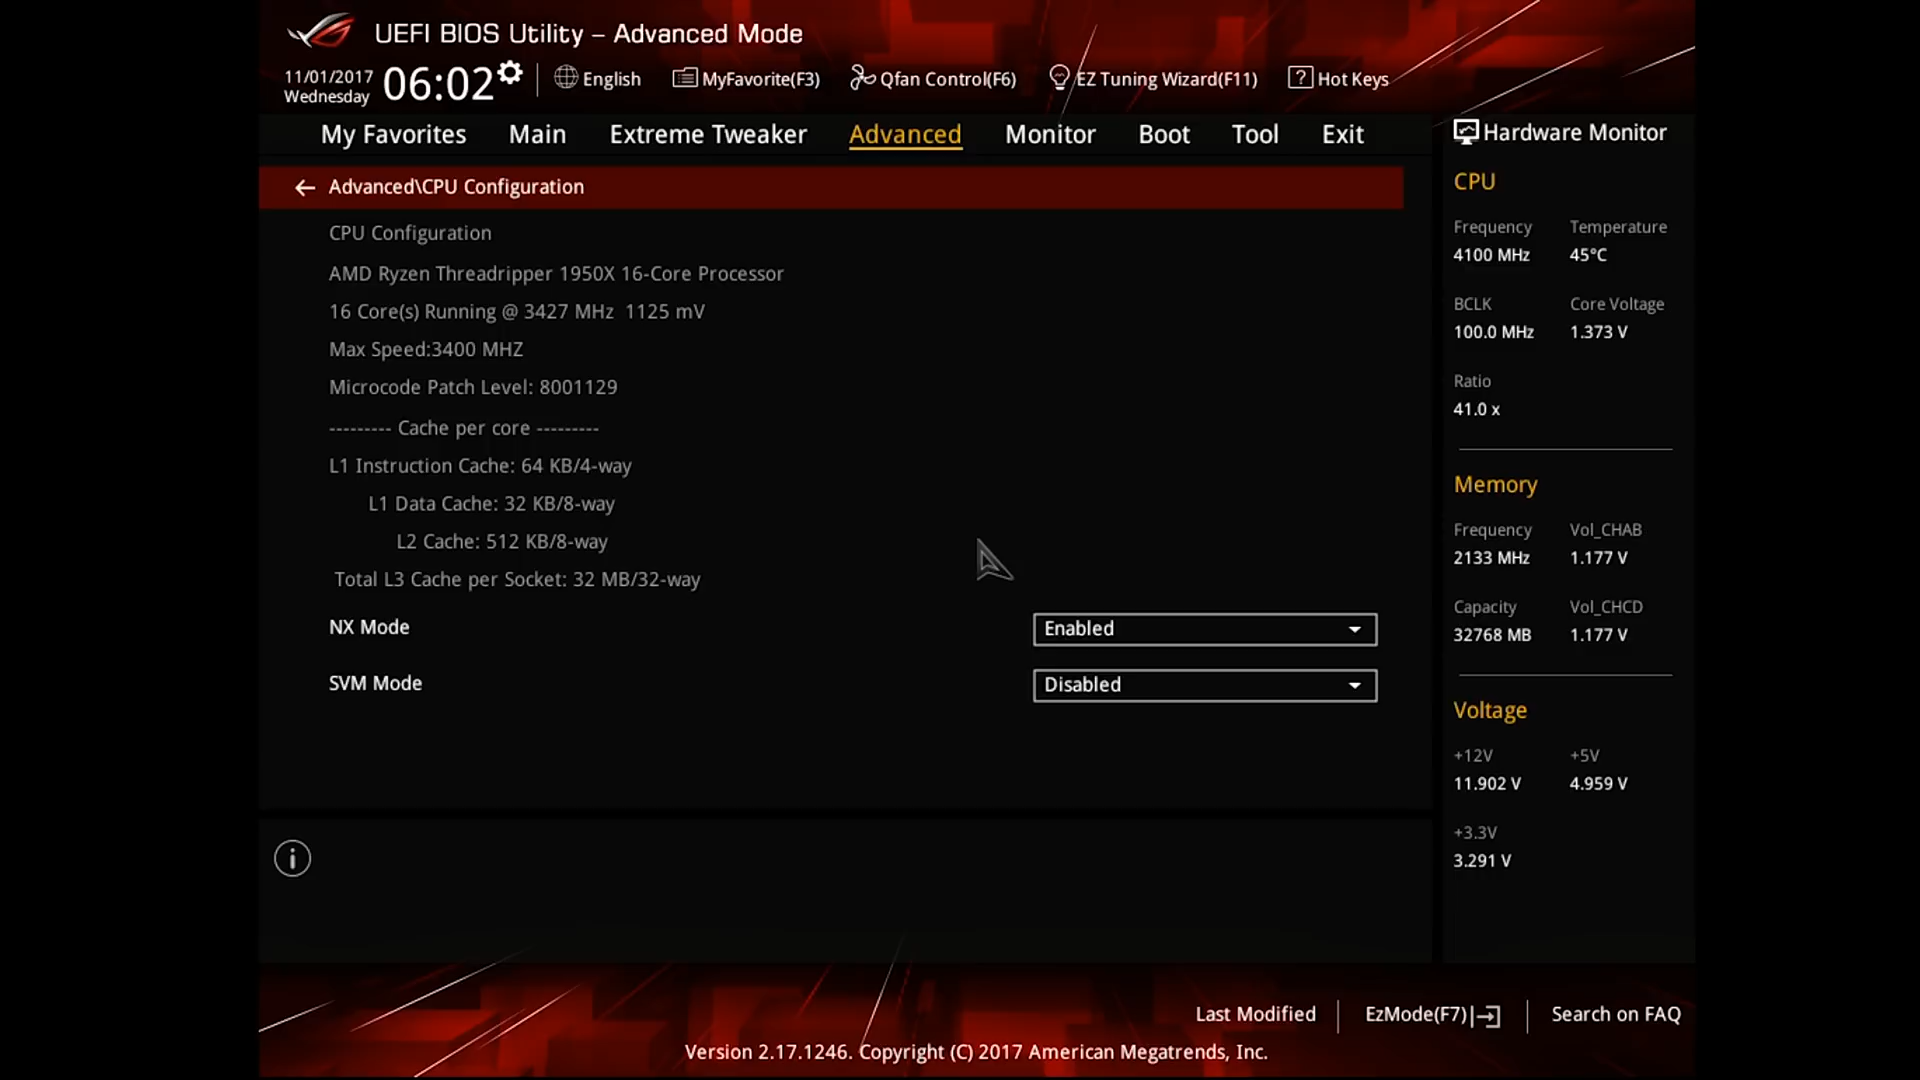 UEFI BIOS Utility – Advanced Mode
11/01/2017
Wednesday
06:02
English
MyFavorite(F3)
Qfan Control(F6)
EZ Tuning Wizard(F11)
Hot Keys
My Favorites
Main
Extreme Tweaker
Advanced
Monitor
Boot
Tool
Exit
Advanced\CPU Configuration
CPU Configuration
AMD Ryzen Threadripper 1950X 16-Core Processor
16 Core(s) Running @ 3427 MHz  1125 mV
Max Speed:3400 MHZ
Microcode Patch Level: 8001129
--------- Cache per core ---------
L1 Instruction Cache: 64 KB/4-way
L1 Data Cache: 32 KB/8-way
L2 Cache: 512 KB/8-way
Total L3 Cache per Socket: 32 MB/32-way
NX Mode
Enabled
SVM Mode
Disabled
Hardware Monitor
CPU
Frequency
Temperature
4100 MHz
45°C
BCLK
Core Voltage
100.0 MHz
1.373 V
Ratio
41.0 x
Memory
Frequency
Vol_CHAB
2133 MHz
1.177 V
Capacity
Vol_CHCD
32768 MB
1.177 V
Voltage
+12V
+5V
11.902 V
4.959 V
+3.3V
3.291 V
Last Modified
EzMode(F7)
Search on FAQ
Version 2.17.1246. Copyright (C) 2017 American Megatrends, Inc.